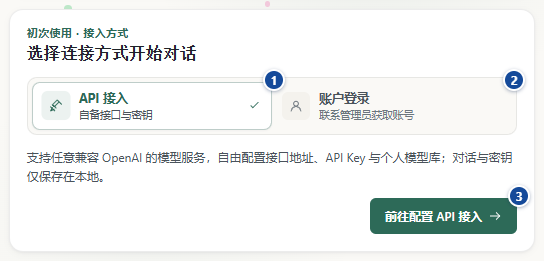 初次使用 · 接入方式
选择连接方式开始对话
1
API 接入
自备接口与密钥
2
账户登录
联系管理员获取账号
支持任意兼容 OpenAI 的模型服务，自由配置接口地址、API Key 与个人模型库；对话与密钥
仅保存在本地。
3
前往配置 API 接入 →